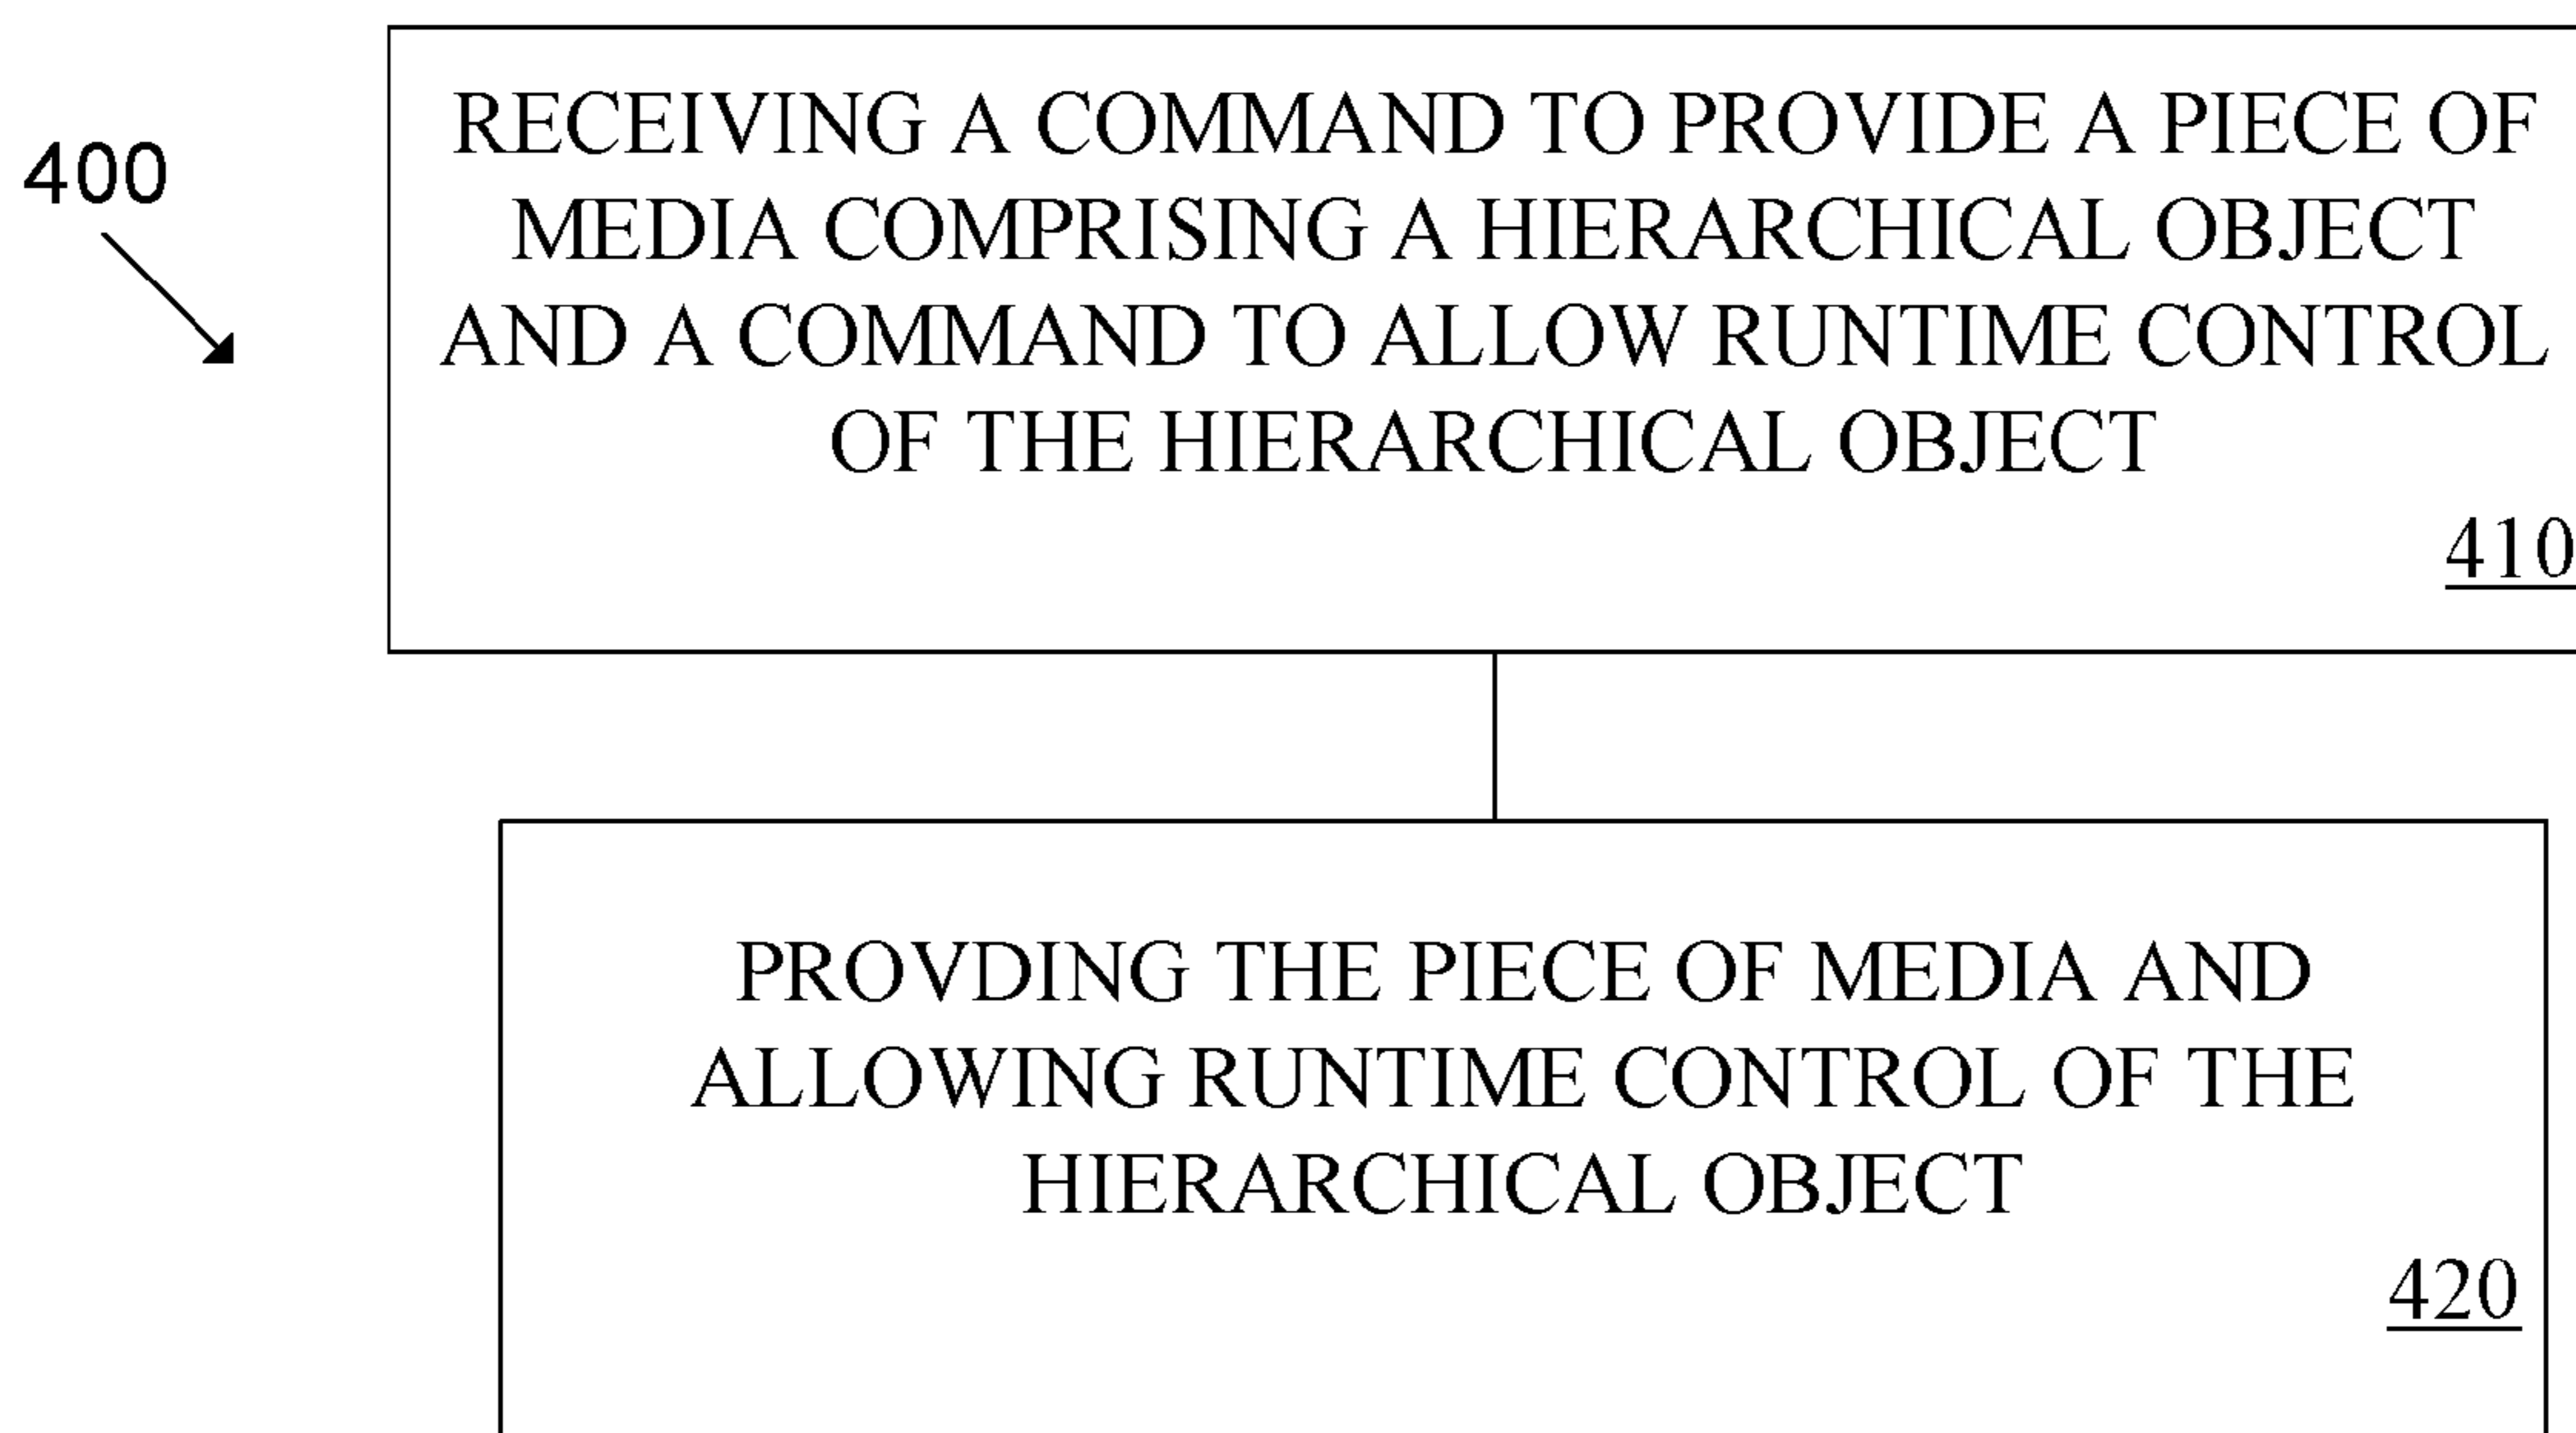 400
RECEIVING A COMMAND TO PROVIDE A PIECE OF
MEDIA COMPRISING A HIERARCHICAL OBJECT
AND A COMMAND TO ALLOW RUNTIME CONTROL
OF THE HIERARCHICAL OBJECT
410
PROVDING THE PIECE OF MEDIA AND
ALLOWING RUNTIME CONTROL OF THE
HIERARCHICAL OBJECT
420